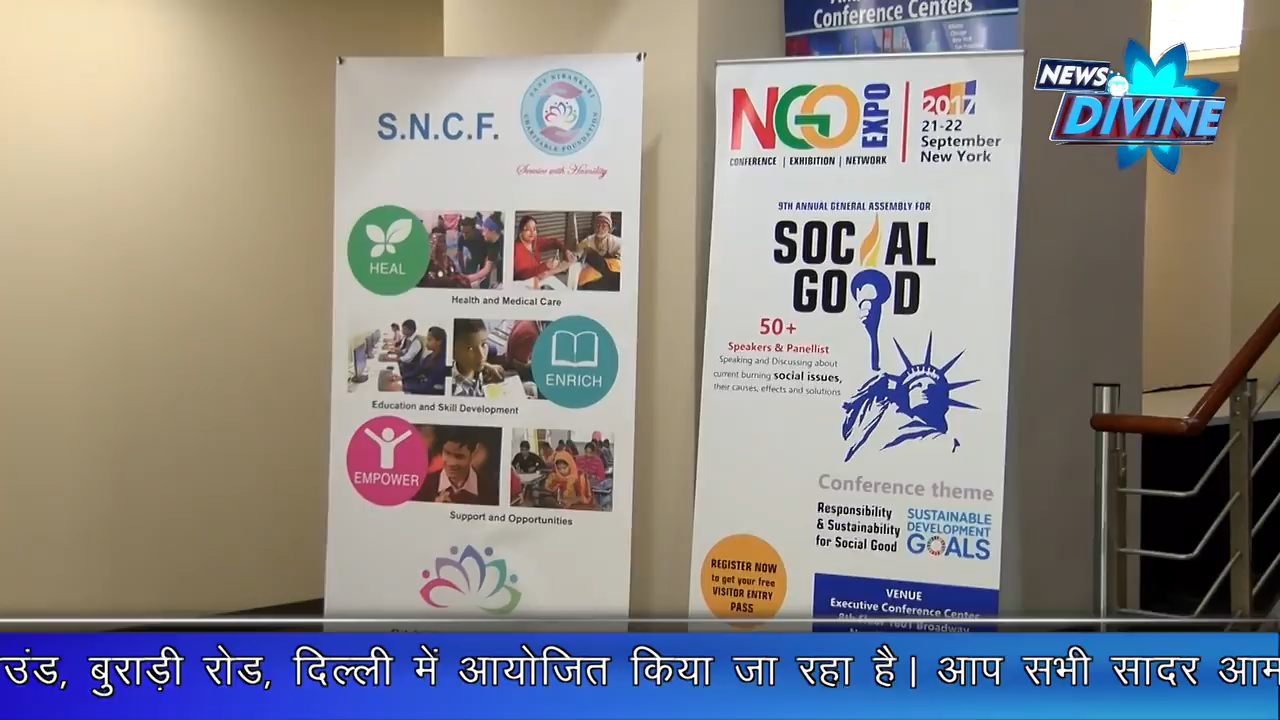 Conference Centers
NEWS
DIVINE
S.N.C.F.
SANT NIRANKARI CHARITABLE FOUNDATION
Service with Humility
HEAL
Health and Medical Care
ENRICH
Education and Skill Development
EMPOWER
Support and Opportunities
NGO EXPO
CONFERENCE | EXHIBITION | NETWORK
2017
21-22
September
New York
9TH ANNUAL GENERAL ASSEMBLY FOR
SOCIAL
GOOD
50+
Speakers & Panellist
Speaking and Discussing about
current burning social issues,
their causes, effects and solutions
Conference theme
Responsibility
& Sustainability
for Social Good
SUSTAINABLE
DEVELOPMENT
GOALS
REGISTER NOW
to get your free
VISITOR ENTRY
PASS
VENUE
Executive Conference Center
8th Floor 1601 Broadway
उंड, बुराड़ी रोड, दिल्ली में आयोजित किया जा रहा है। आप सभी सादर आम